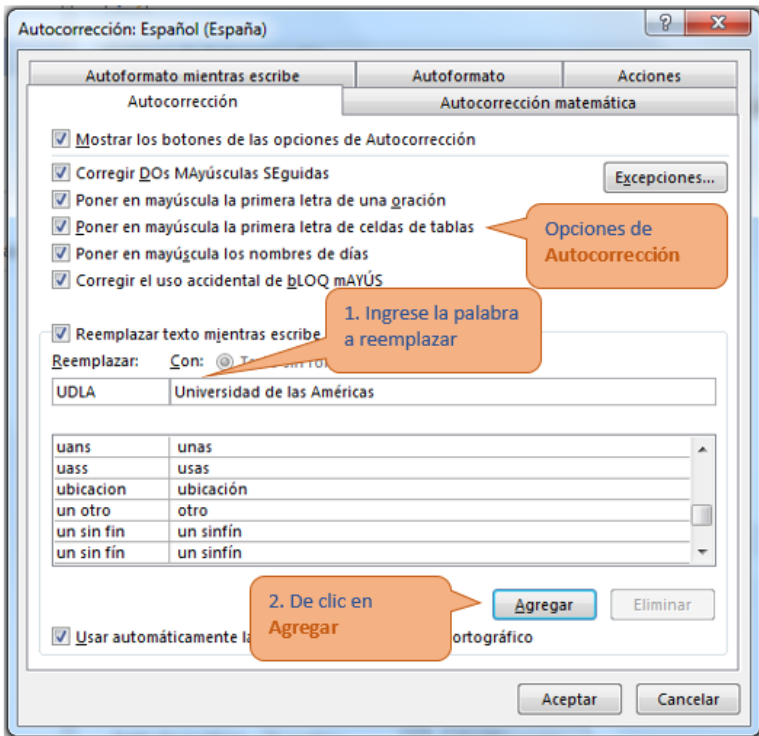 Autocorrección: Español (España)
Autoformato mientras escribe
Autoformato
Acciones
Autocorrección
Autocorrección matemática
Mostrar los botones de las opciones de Autocorrección
Corregir DOs MAyúsculas SEguidas
Excepciones...
Poner en mayúscula la primera letra de una oración
Poner en mayúscula la primera letra de celdas de tablas
Opciones de
Autocorrección
Poner en mayúscula los nombres de días
Corregir el uso accidental de bLOQ mAYÚS
1. Ingrese la palabra
a reemplazar
Reemplazar texto mientras escribe
Reemplazar:
Con:
UDLA
Universidad de las Américas
uans unas
uass usas
ubicacion ubicación
un otro otro
un sin fin un sinfín
un sin fín un sinfín
2. De clic en
Agregar
Agregar
Eliminar
Usar automáticamente ortográfico
Aceptar
Cancelar